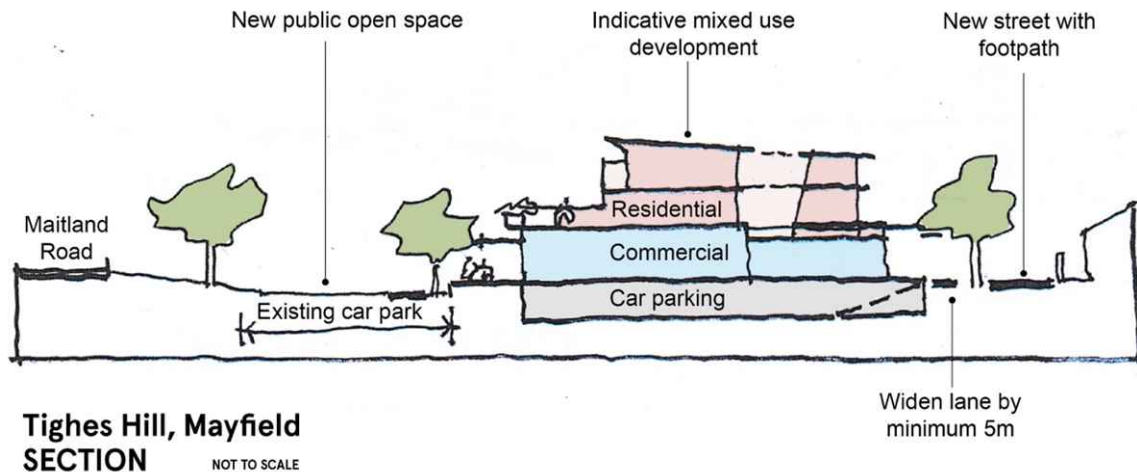 New public open space
Indicative mixed use
development
New street with
footpath
Maitland
Road
Residential
Commercial
Car parking
Existing car park
Widen lane by
minimum 5m
Tighes Hill, Mayfield
SECTION
NOT TO SCALE